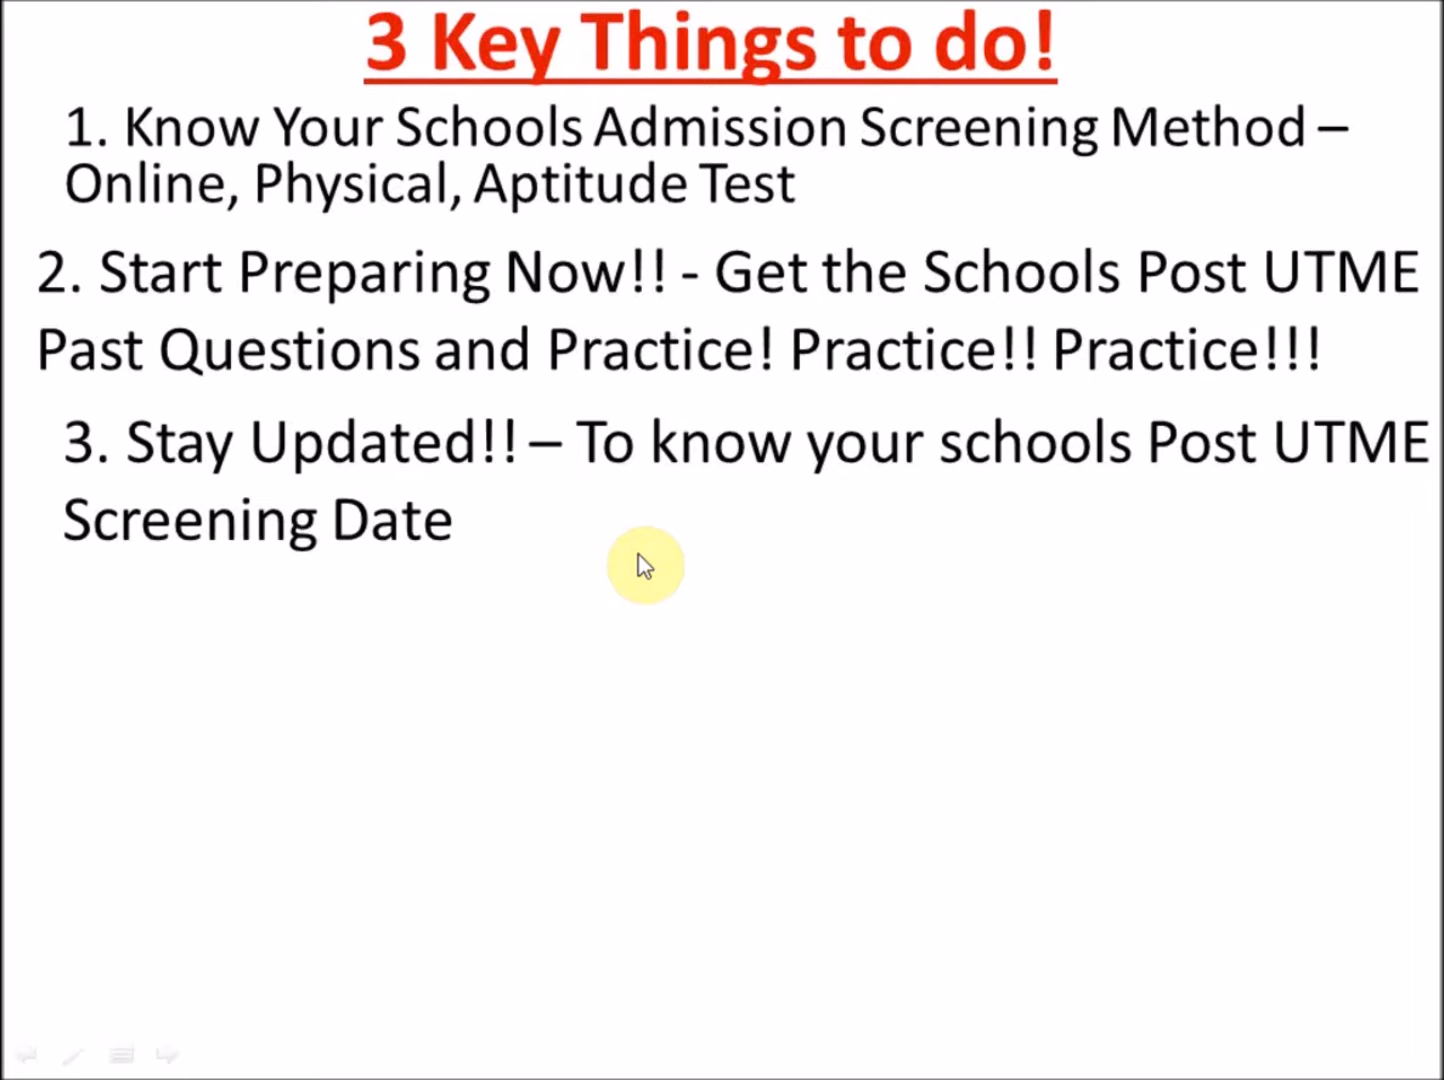 3 Key Things to do!
1. Know Your Schools Admission Screening Method –
Online, Physical, Aptitude Test
2. Start Preparing Now!! - Get the Schools Post UTME
Past Questions and Practice! Practice!! Practice!!!
3. Stay Updated!! – To know your schools Post UTME
Screening Date